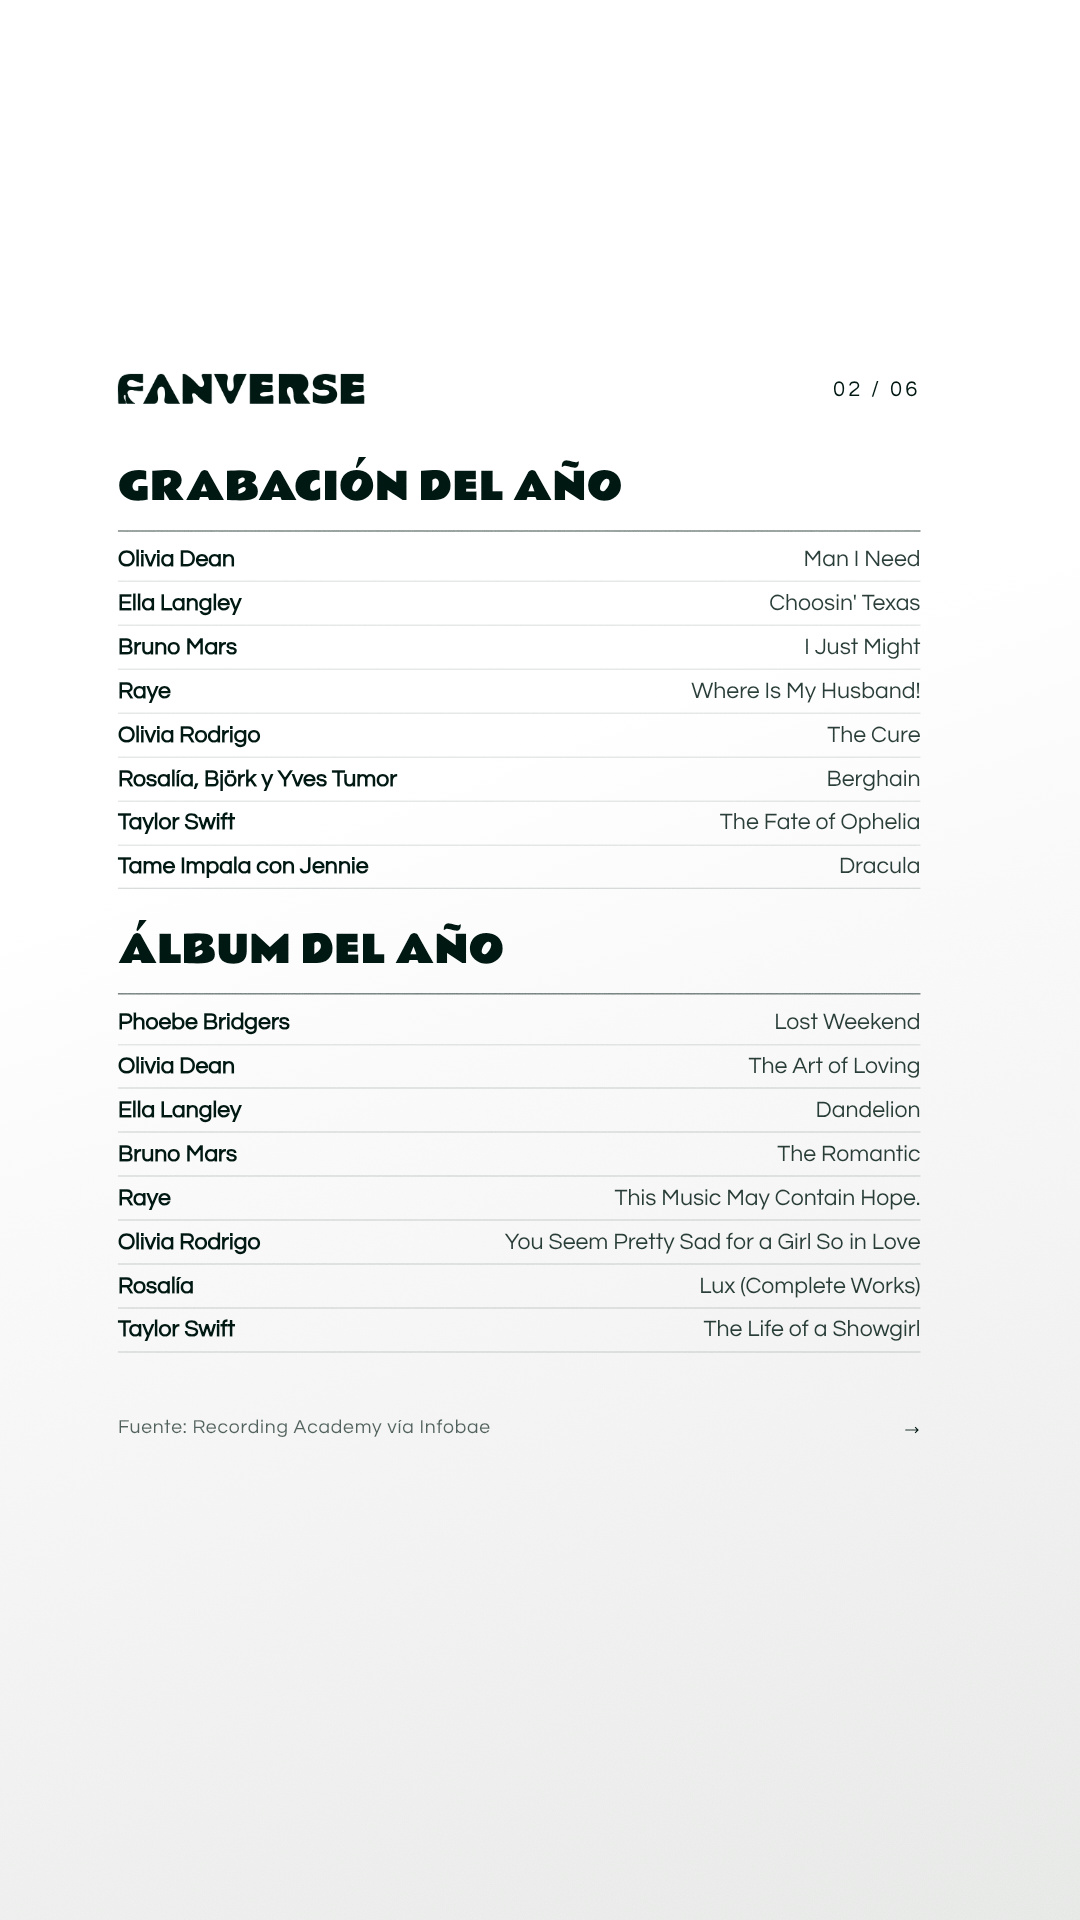 FANVERSE
02 / 06
GRABACIÓN DEL AÑO
Olivia Dean Man I Need
Ella Langley Choosin' Texas
Bruno Mars I Just Might
Raye Where Is My Husband!
Olivia Rodrigo The Cure
Rosalía, Björk y Yves Tumor Berghain
Taylor Swift The Fate of Ophelia
Tame Impala con Jennie Dracula
ÁLBUM DEL AÑO
Phoebe Bridgers Lost Weekend
Olivia Dean The Art of Loving
Ella Langley Dandelion
Bruno Mars The Romantic
Raye This Music May Contain Hope.
Olivia Rodrigo You Seem Pretty Sad for a Girl So in Love
Rosalía Lux (Complete Works)
Taylor Swift The Life of a Showgirl
Fuente: Recording Academy vía Infobae →